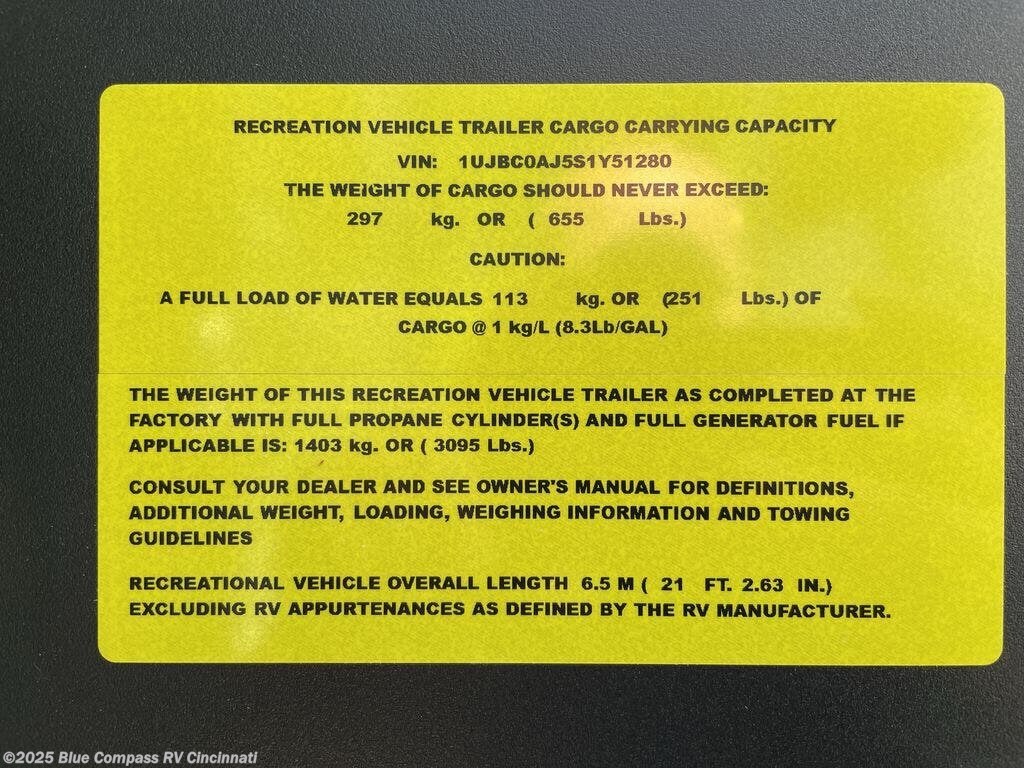 RECREATION VEHICLE TRAILER CARGO CARRYING CAPACITY
VIN: 1UJBC0AJ5S1Y51280
THE WEIGHT OF CARGO SHOULD NEVER EXCEED:
297 kg. OR ( 655 Lbs.)
CAUTION:
A FULL LOAD OF WATER EQUALS 113 kg. OR (251 Lbs.) OF
CARGO @ 1 kg/L (8.3Lb/GAL)
THE WEIGHT OF THIS RECREATION VEHICLE TRAILER AS COMPLETED AT THE
FACTORY WITH FULL PROPANE CYLINDER(S) AND FULL GENERATOR FUEL IF
APPLICABLE IS: 1403 kg. OR ( 3095 Lbs.)
CONSULT YOUR DEALER AND SEE OWNER'S MANUAL FOR DEFINITIONS,
ADDITIONAL WEIGHT, LOADING, WEIGHING INFORMATION AND TOWING
GUIDELINES
RECREATIONAL VEHICLE OVERALL LENGTH 6.5 M ( 21 FT. 2.63 IN.)
EXCLUDING RV APPURTENANCES AS DEFINED BY THE RV MANUFACTURER.
©2025 Blue Compass RV Cincinnati